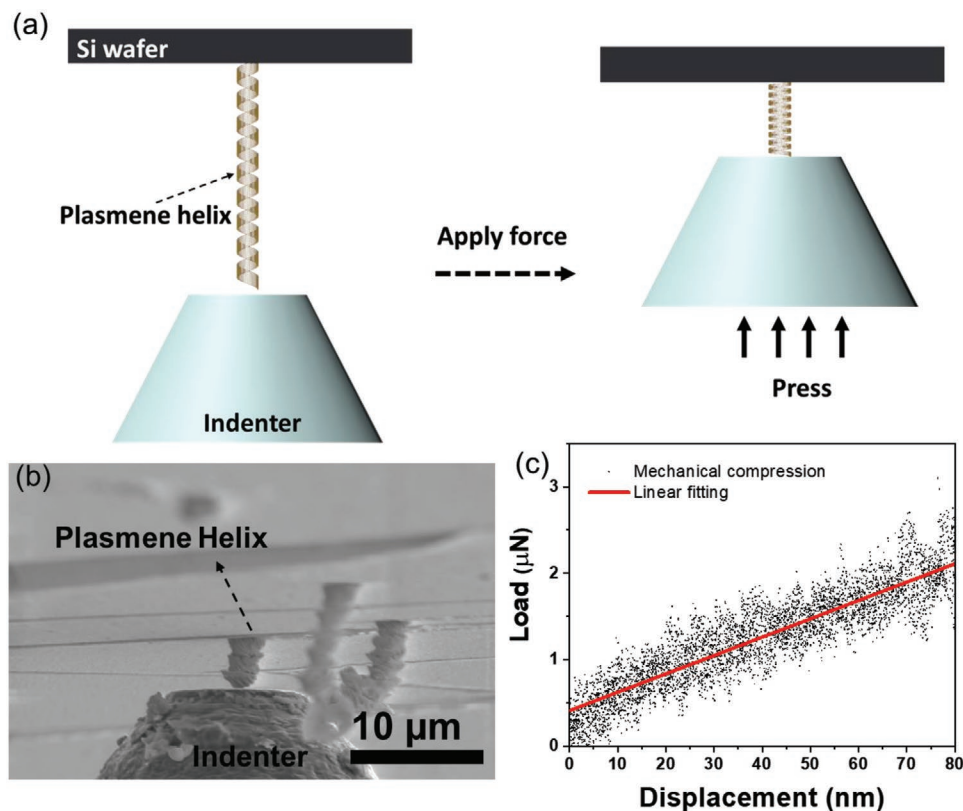 (a)
Si wafer
Plasmene helix
Indenter
Apply force
Press
(b)
Plasmene Helix
10 μm
Indenter
(c)
Mechanical compression
Linear fitting
Load (μN)
3
2
1
0
0 10 20 30 40 50 60 70 80
Displacement (nm)